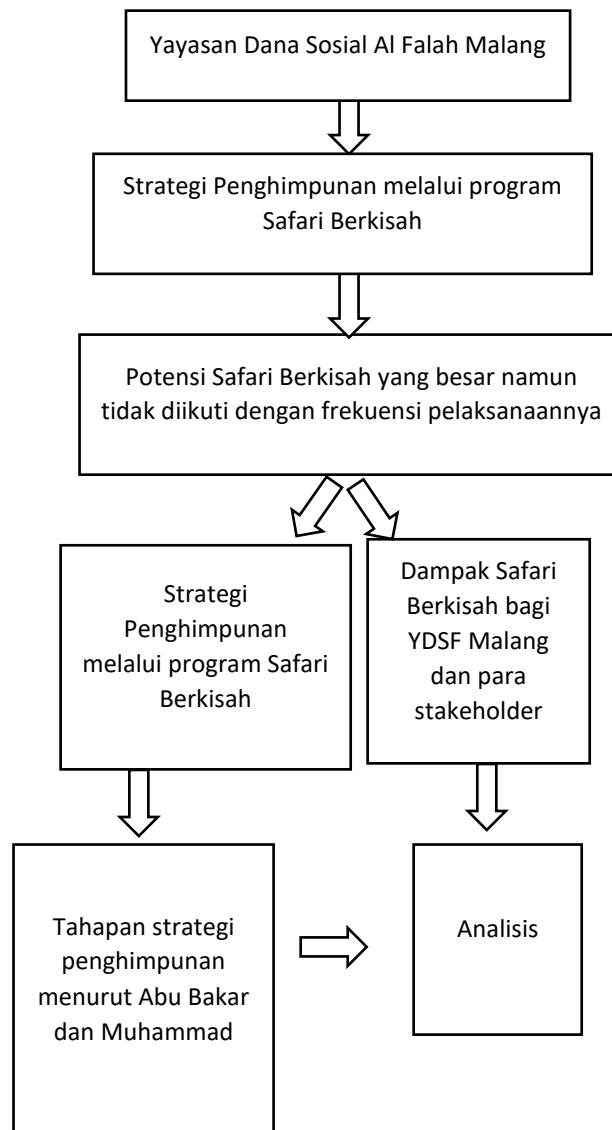 Yayasan Dana Sosial Al Falah Malang
Strategi Penghimpunan melalui program
Safari Berkisah
Potensi Safari Berkisah yang besar namun
tidak diikuti dengan frekuensi pelaksanaannya
Strategi
Penghimpunan
melalui program Safari
Berkisah
Dampak Safari
Berkisah bagi
YDSF Malang
dan para
stakeholder
Tahapan strategi
penghimpunan
menurut Abu Bakar
dan Muhammad
Analisis